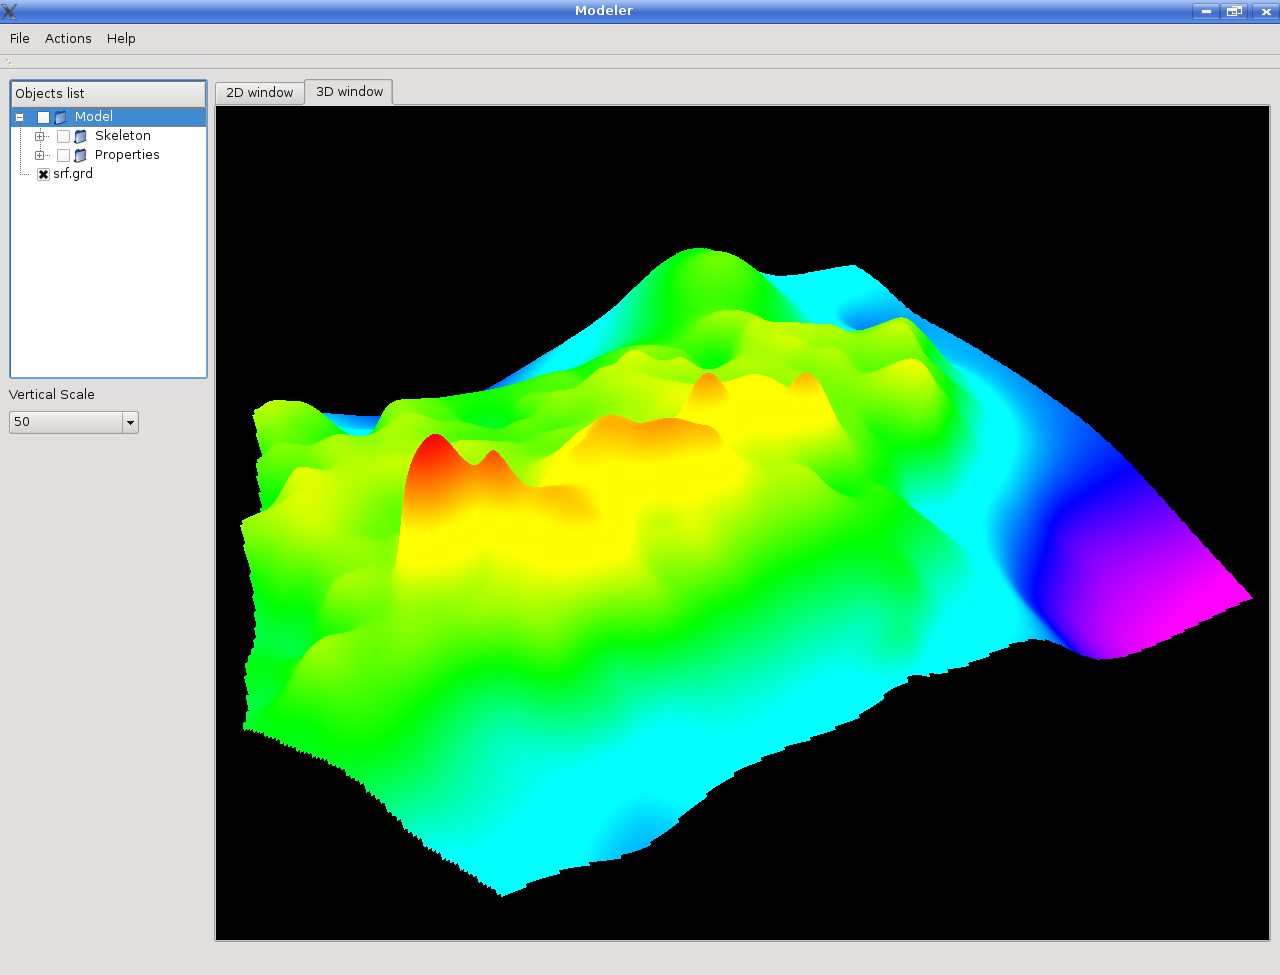 Modeler
File Actions Help
Objects list
Model
Skeleton
Properties
srf.grd
Vertical Scale
50
2D window 3D window